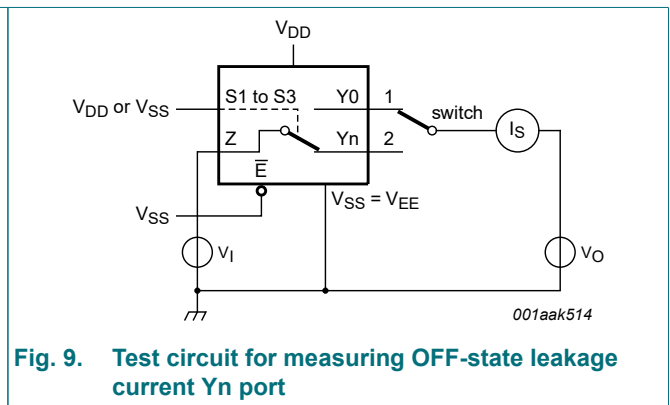 VDD
VDD or VSS
S1 to S3
Y0
1
switch
IS
Z
Yn
2
E
VSS = VEE
VSS
VI
VO
001aak514
Fig. 9. Test circuit for measuring OFF-state leakage
current Yn port